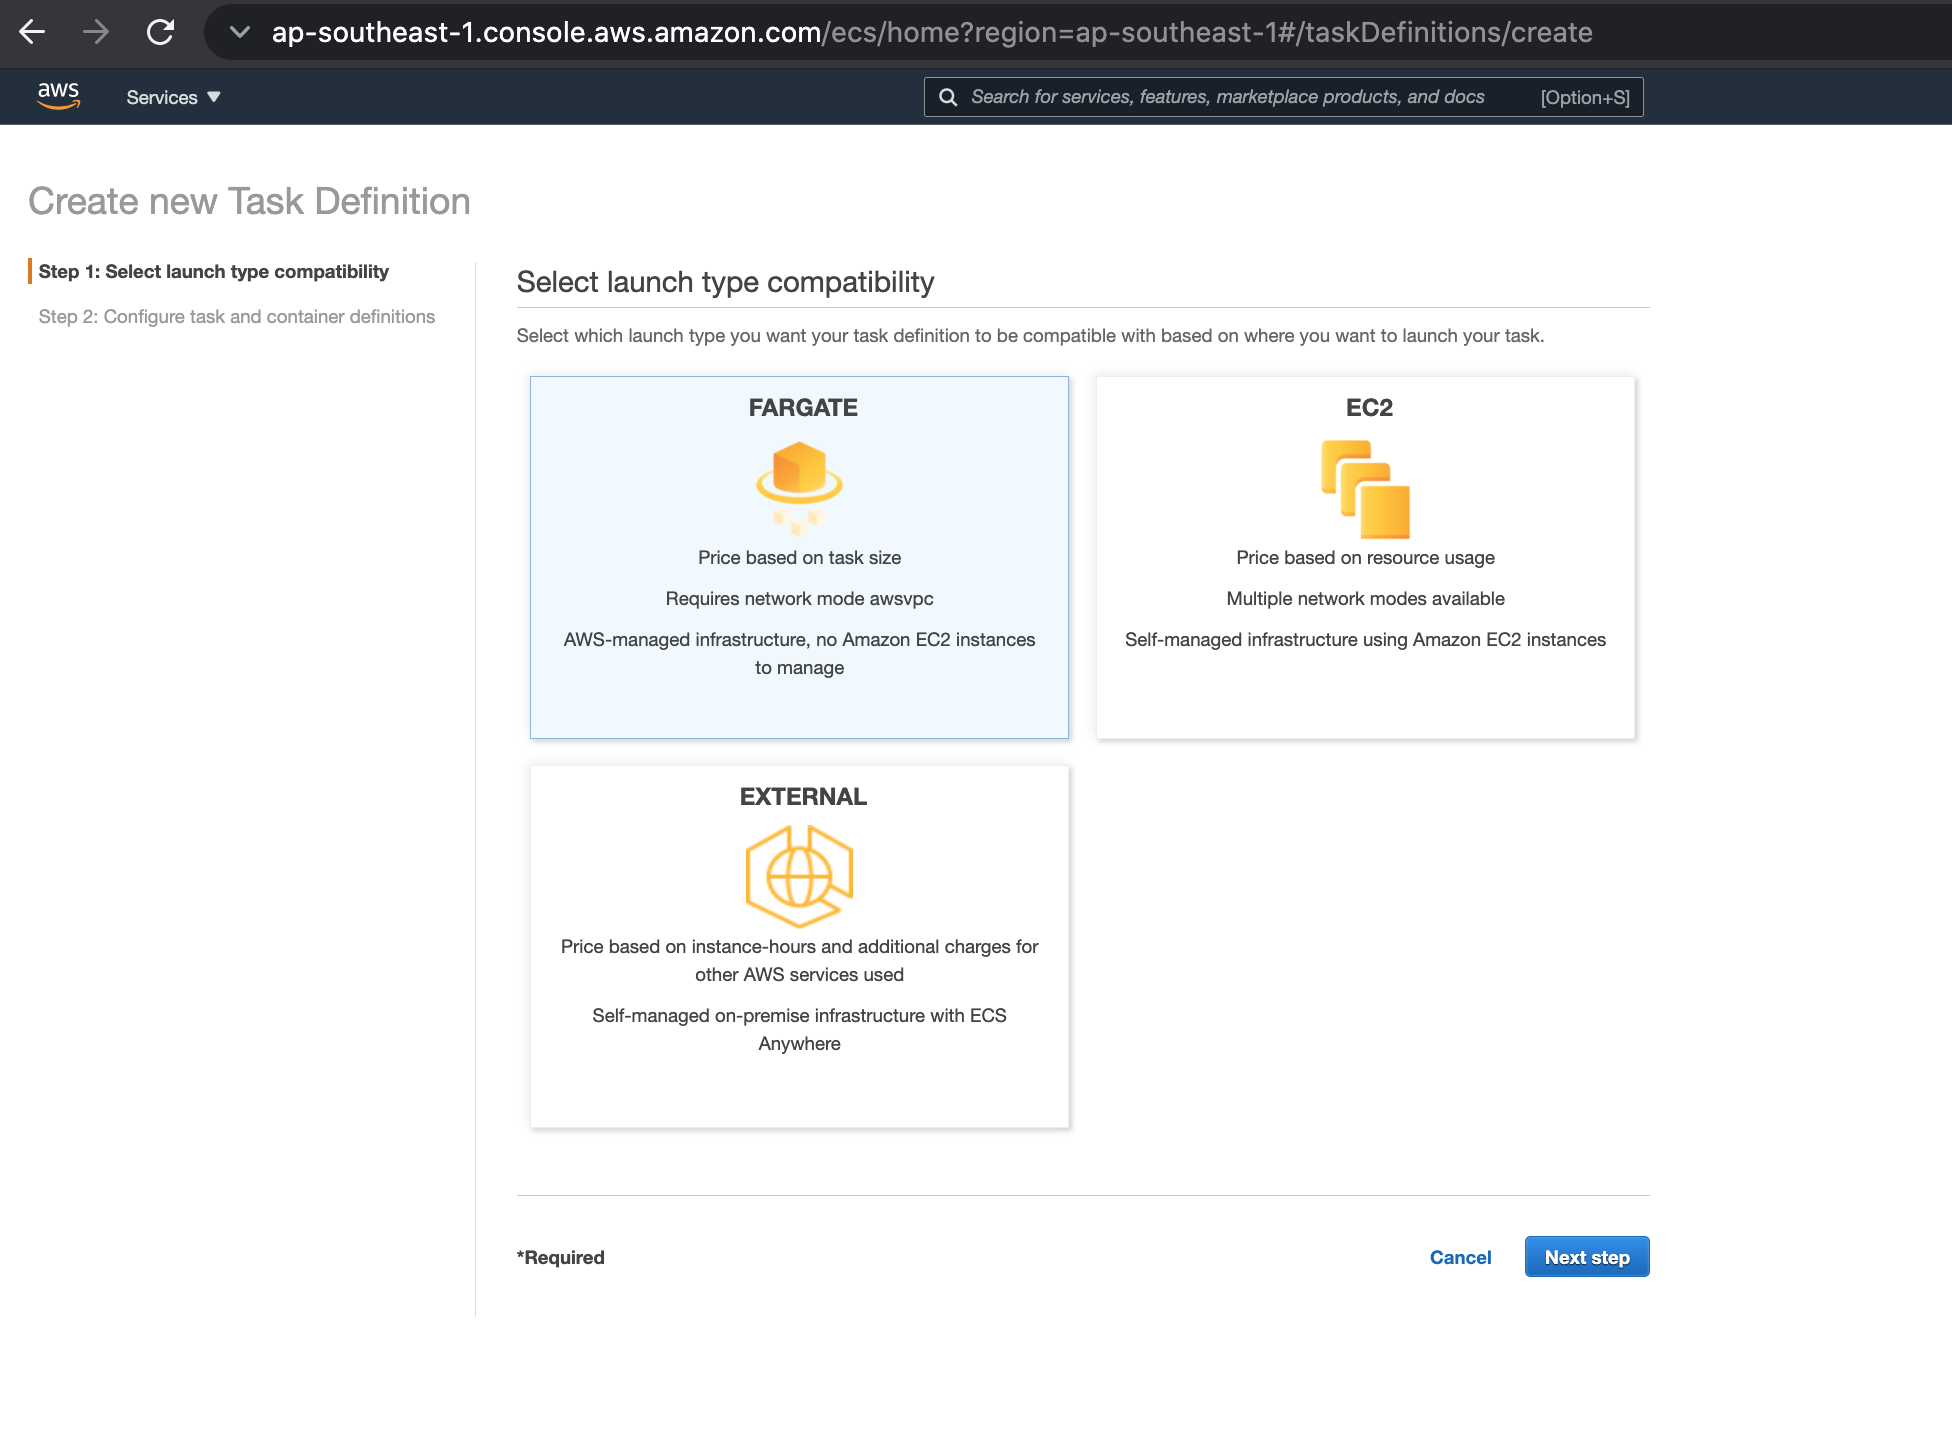 ap-southeast-1.console.aws.amazon.com/ecs/home?region=ap-southeast-1#/taskDefinitions/create
aws
Services ▼
Search for services, features, marketplace products, and docs
[Option+S]
Create new Task Definition
Step 1: Select launch type compatibility
Step 2: Configure task and container definitions
Select launch type compatibility
Select which launch type you want your task definition to be compatible with based on where you want to launch your task.
FARGATE
Price based on task size
Requires network mode awsvpc
AWS-managed infrastructure, no Amazon EC2 instances
to manage
EC2
Price based on resource usage
Multiple network modes available
Self-managed infrastructure using Amazon EC2 instances
EXTERNAL
Price based on instance-hours and additional charges for
other AWS services used
Self-managed on-premise infrastructure with ECS
Anywhere
*Required
Cancel
Next step